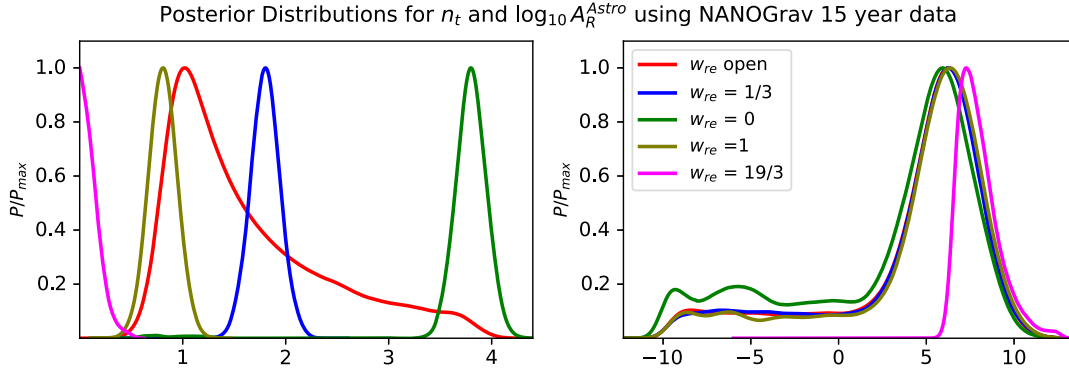 Posterior Distributions for n_t and log_10 A_R^Astro using NANOGrav 15 year data
P/P_max
1.0
0.8
0.6
0.4
0.2
1
2
3
4
P/P_max
1.0
0.8
0.6
0.4
0.2
−10
−5
0
5
10
w_re open
w_re = 1/3
w_re = 0
w_re =1
w_re = 19/3